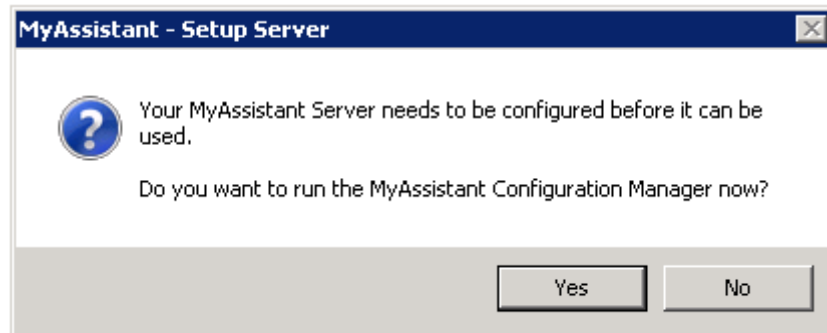 MyAssistant - Setup Server
Your MyAssistant Server needs to be configured before it can be
used.
Do you want to run the MyAssistant Configuration Manager now?
Yes
No